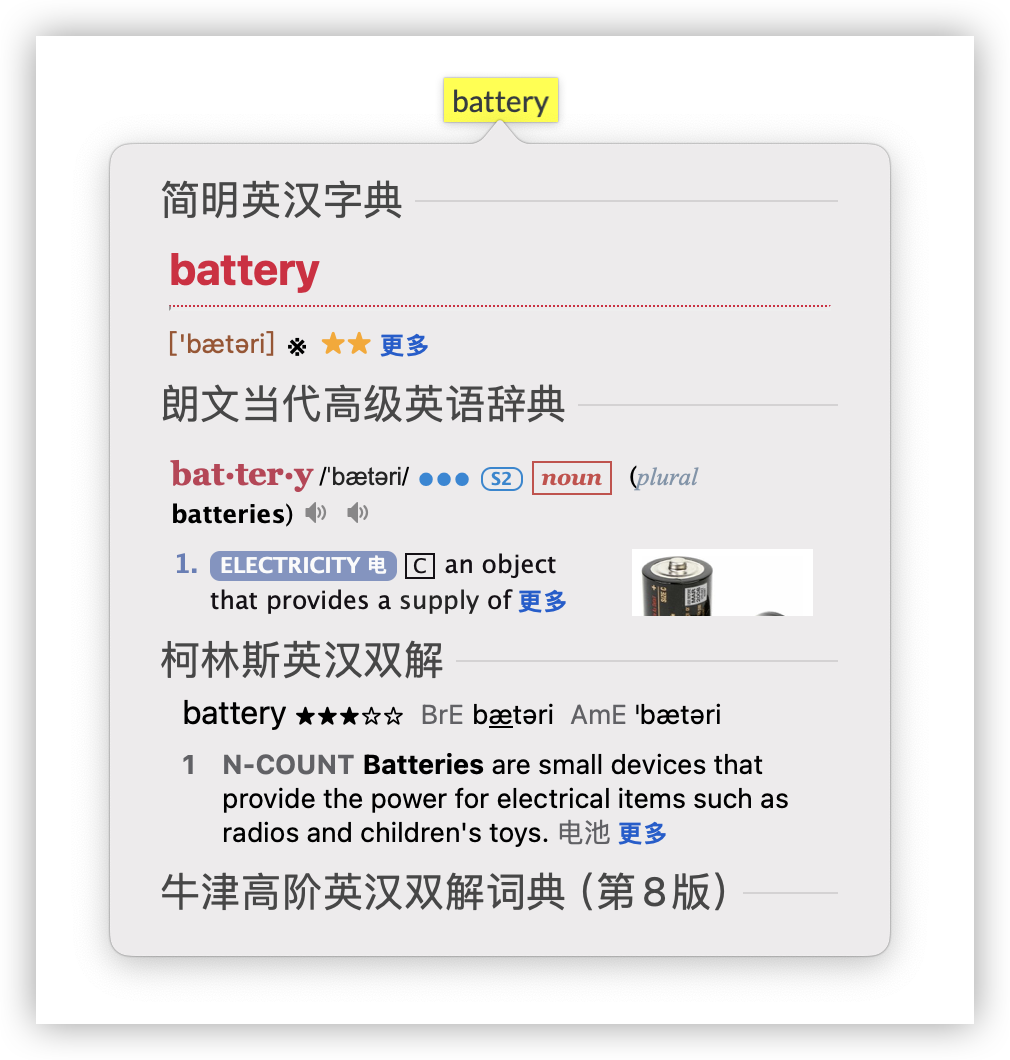 battery
简明英汉字典
battery
['bætəri] ※ ★★ 更多
朗文当代高级英语辞典
bat·ter·y /ˈbætəri/ ●●● S2 noun (plural
batteries)
1. ELECTRICITY 电 C an object
that provides a supply of 更多
柯林斯英汉双解
battery ★★★☆☆ BrE bætəri AmE 'bætəri
1 N-COUNT Batteries are small devices that
provide the power for electrical items such as
radios and children's toys. 电池 更多
牛津高阶英汉双解词典(第8版)